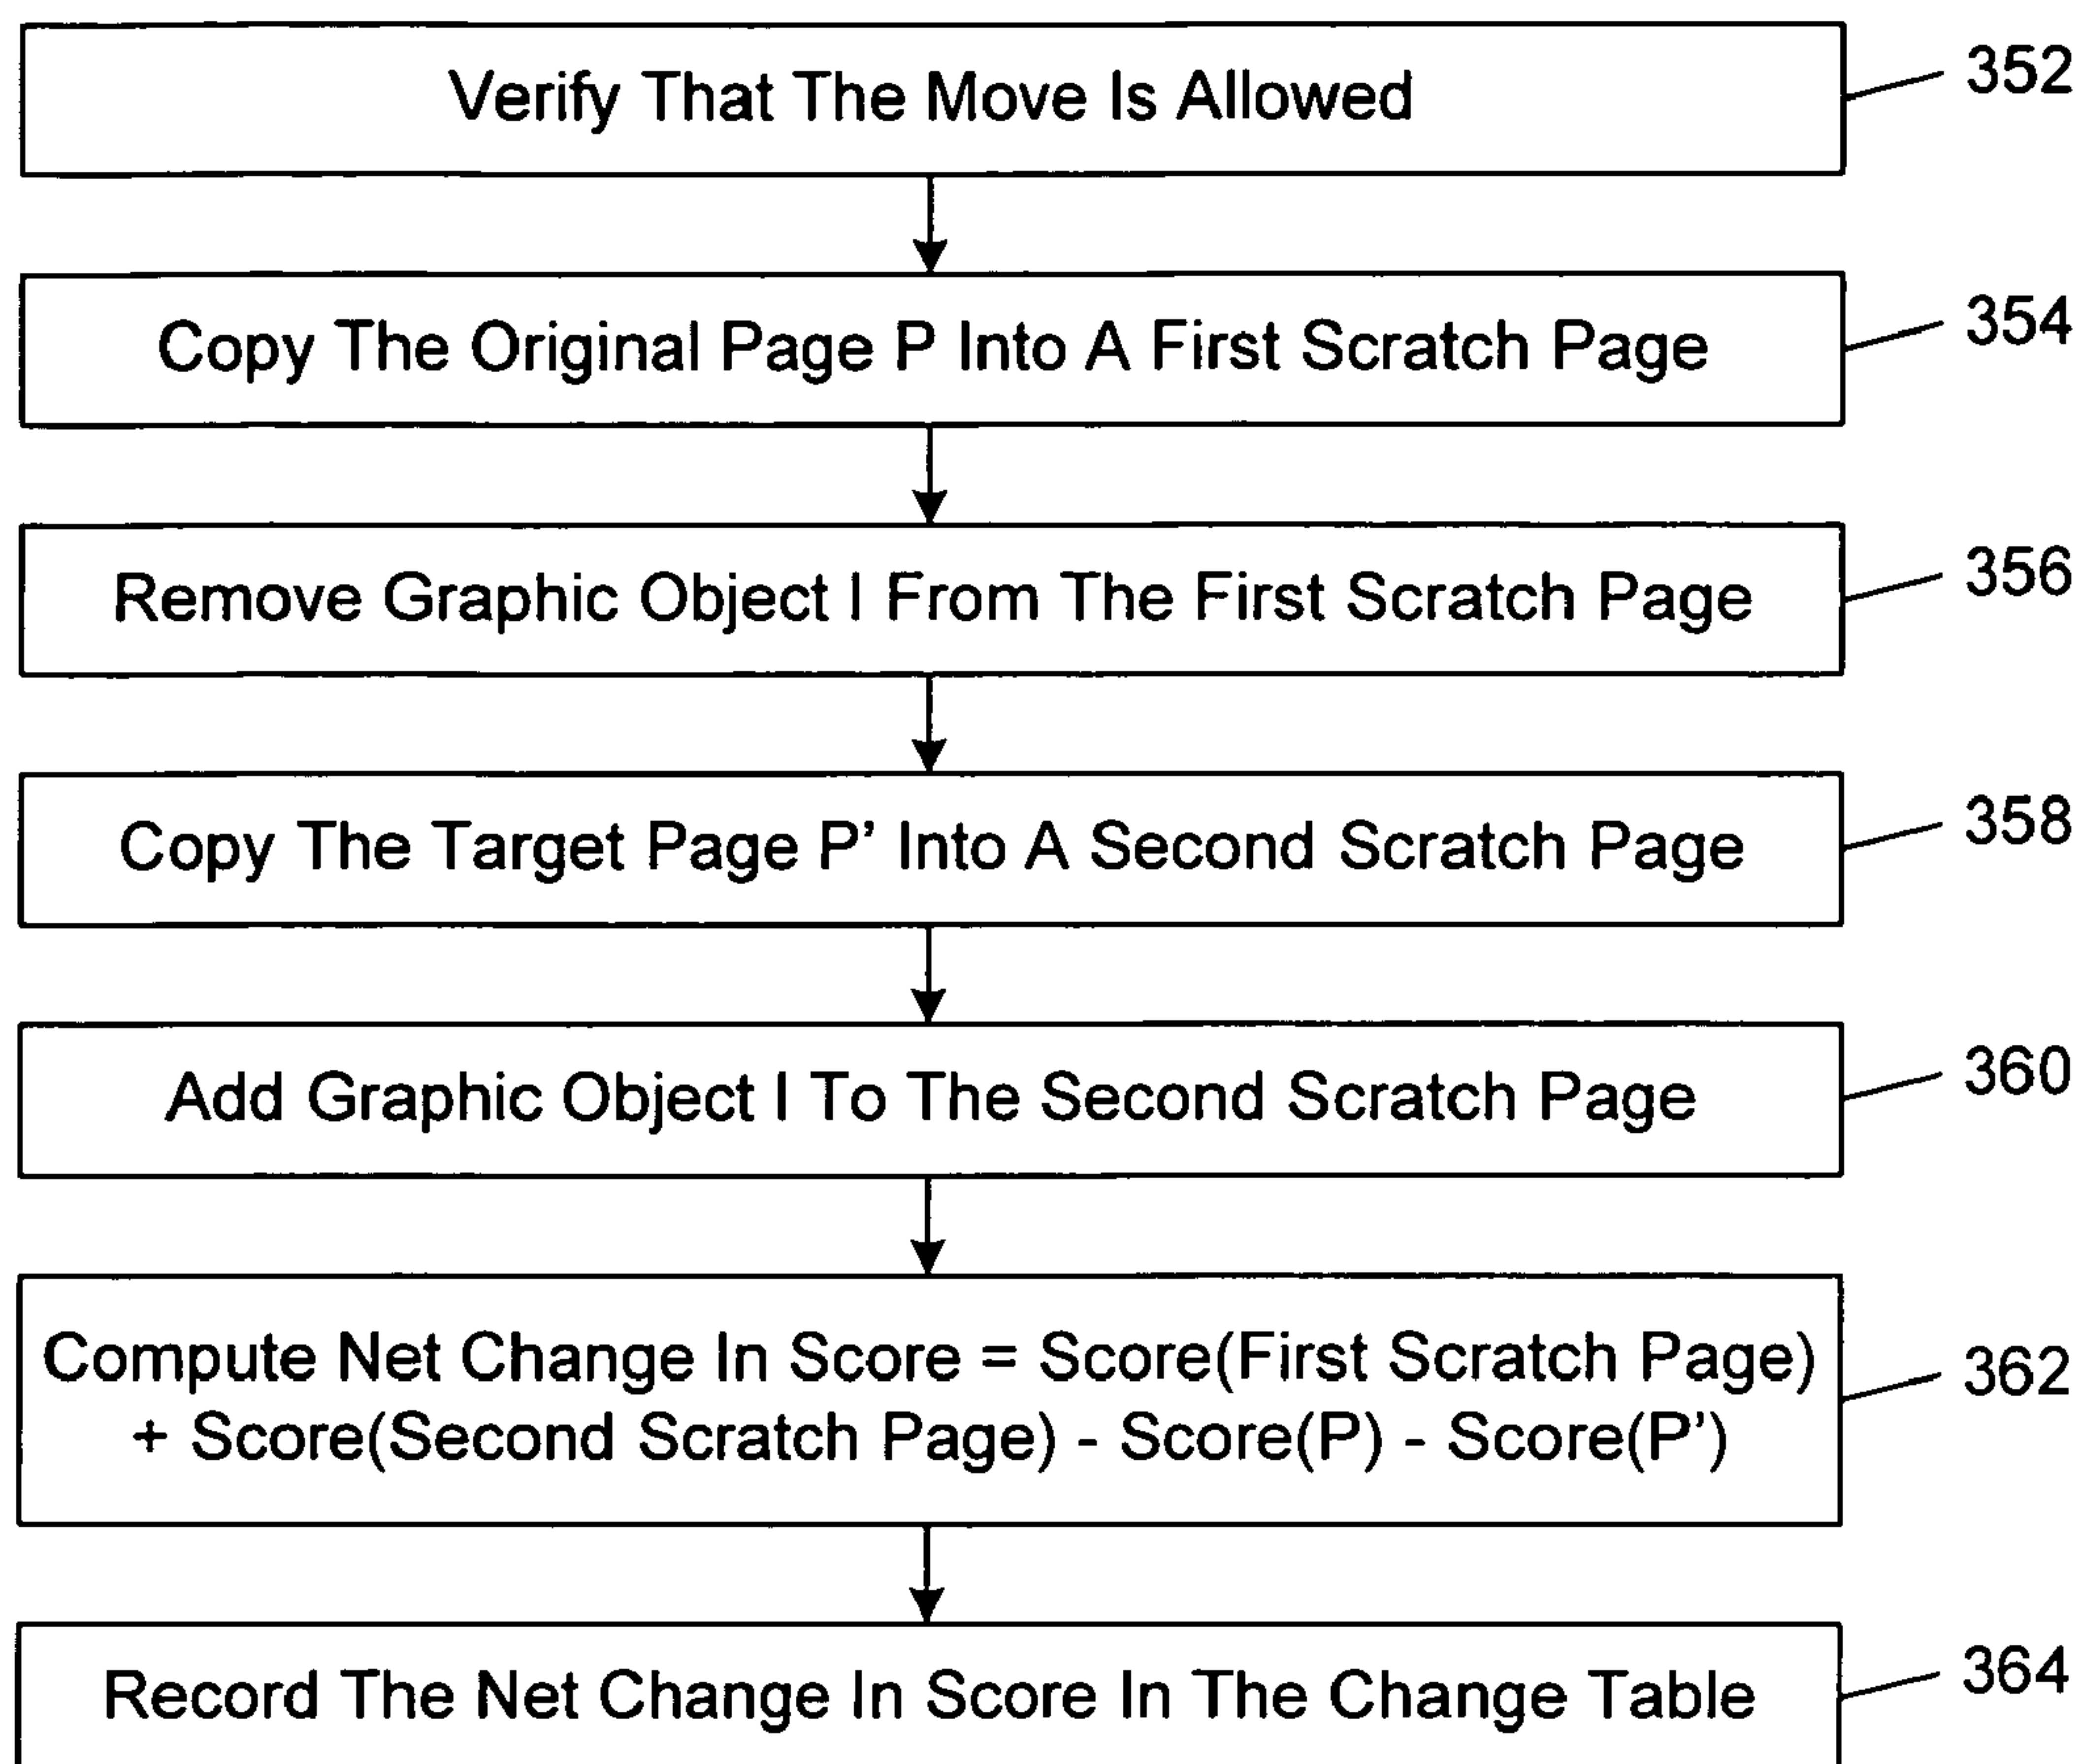 Verify That The Move Is Allowed
352
Copy The Original Page P Into A First Scratch Page
354
Remove Graphic Object I From The First Scratch Page
356
Copy The Target Page P' Into A Second Scratch Page
358
Add Graphic Object I To The Second Scratch Page
360
Compute Net Change In Score = Score(First Scratch Page)
+ Score(Second Scratch Page) - Score(P) - Score(P')
362
Record The Net Change In Score In The Change Table
364